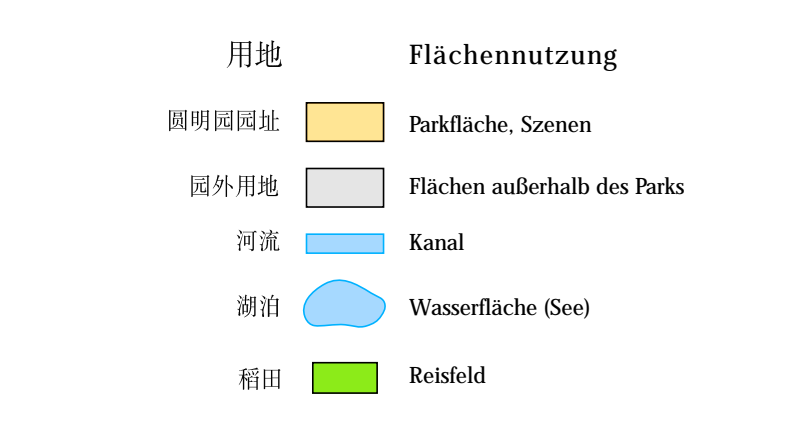 用地 Flächennutzung
圆明园园址 Parkfläche, Szenen
园外用地 Flächen außerhalb des Parks
河流 Kanal
湖泊 Wasserfläche (See)
稻田 Reisfeld